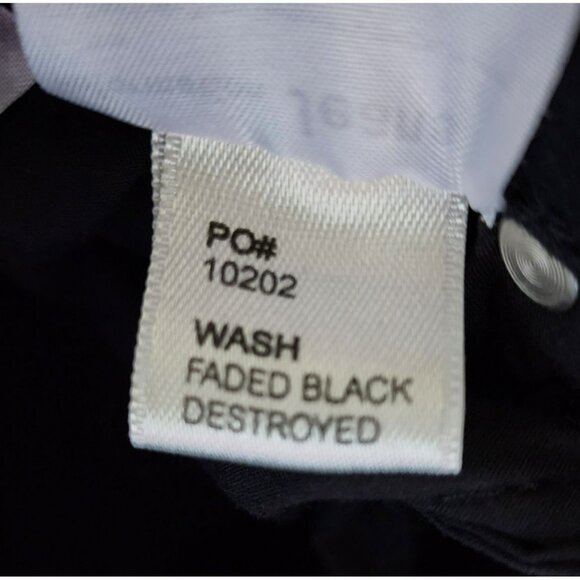 PO#
10202
WASH
FADED BLACK
DESTROYED